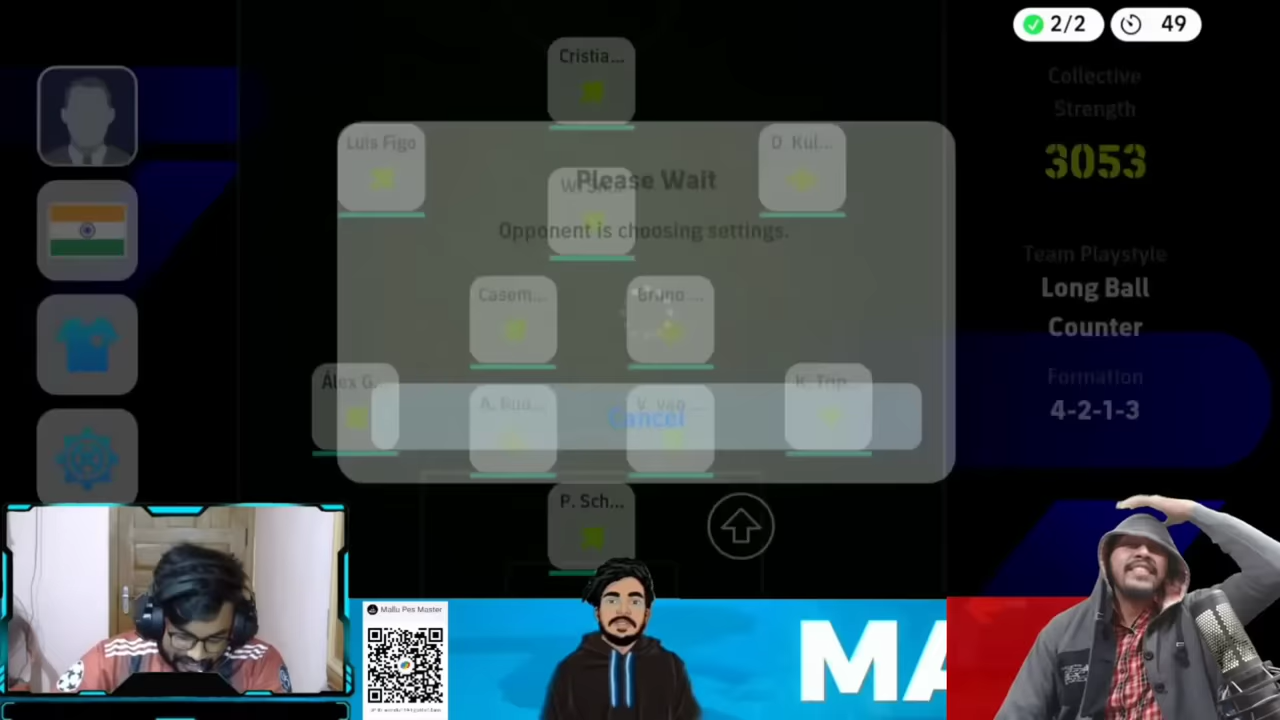 2/2
49
Cristia...
Luis Figo
D. Kul...
Please Wait
Opponent is choosing settings.
Casem...
Bruno ...
Álex G...
Cancel
P. Sch...
Collective
Strength
3053
Team Playstyle
Long Ball
Counter
Formation
4-2-1-3
Mallu Pes Master
MA